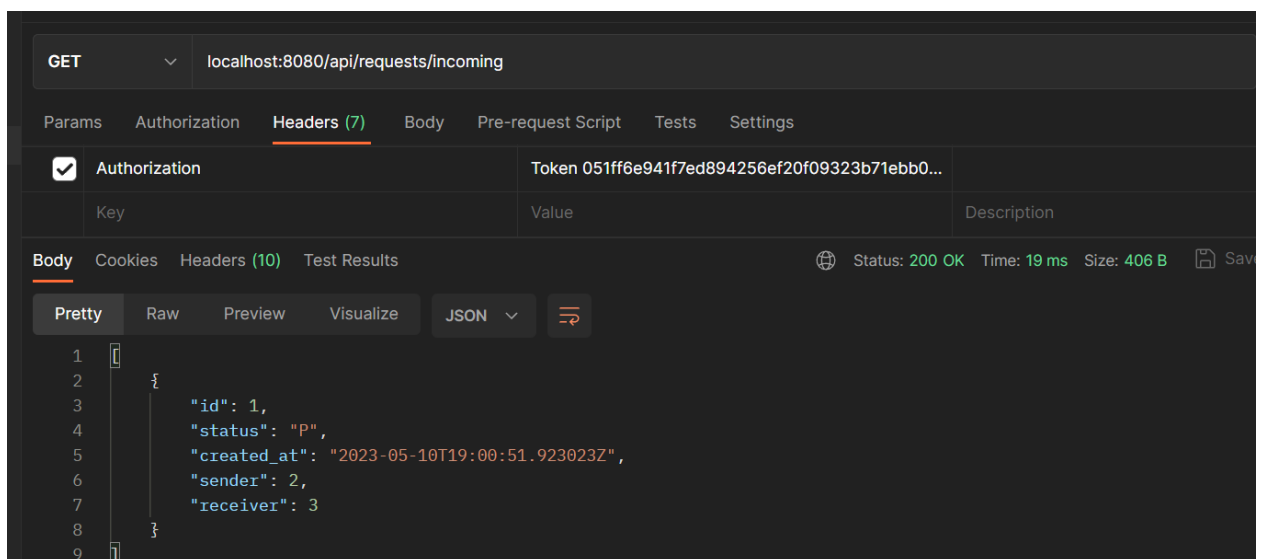 GET localhost:8080/api/requests/incoming
Params Authorization Headers (7) Body Pre-request Script Tests Settings
Authorization Token 051ff6e941f7ed894256ef20f09323b71ebb0...
Key Value Description
Body Cookies Headers (10) Test Results Status: 200 OK Time: 19 ms Size: 406 B Save
Pretty Raw Preview Visualize JSON
1 [
2 {
3 "id": 1,
4 "status": "P",
5 "created_at": "2023-05-10T19:00:51.923023Z",
6 "sender": 2,
7 "receiver": 3
8 }
9 ]